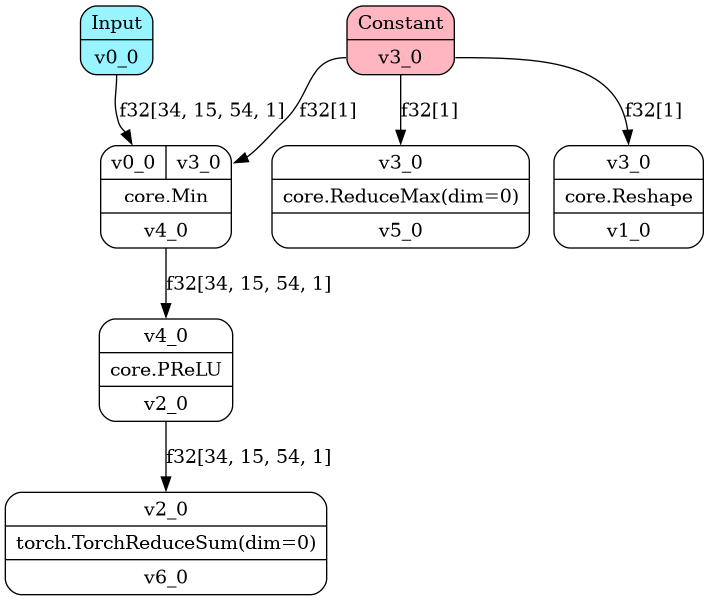 Input
v0_0
Constant
v3_0
f32[34, 15, 54, 1]
f32[1]
f32[1]
f32[1]
v0_0 v3_0
core.Min
v4_0
v3_0
core.ReduceMax(dim=0)
v5_0
v3_0
core.Reshape
v1_0
f32[34, 15, 54, 1]
v4_0
core.PReLU
v2_0
f32[34, 15, 54, 1]
v2_0
torch.TorchReduceSum(dim=0)
v6_0